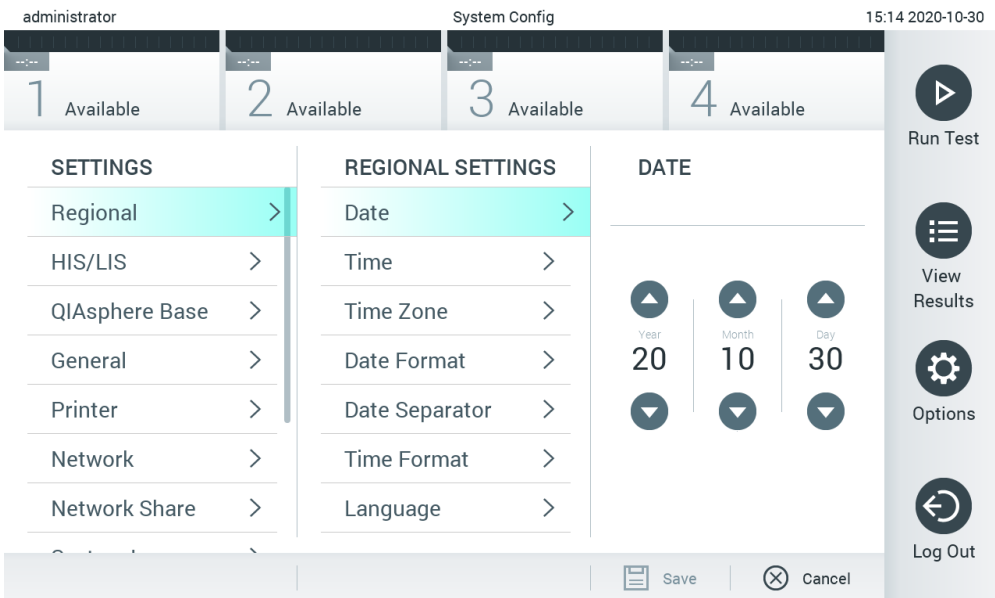 administrator
System Config
15:14 2020-10-30
--:--
1 Available
--:--
2 Available
--:--
3 Available
--:--
4 Available
SETTINGS
Regional
HIS/LIS
QIAsphere Base
General
Printer
Network
Network Share
REGIONAL SETTINGS
Date
Time
Time Zone
Date Format
Date Separator
Time Format
Language
DATE
Year
20
Month
10
Day
30
Save
Cancel
Run Test
View
Results
Options
Log Out